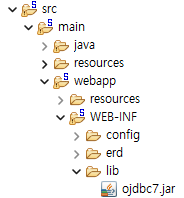 src
main
java
resources
webapp
resources
WEB-INF
config
erd
lib
ojdbc7.jar